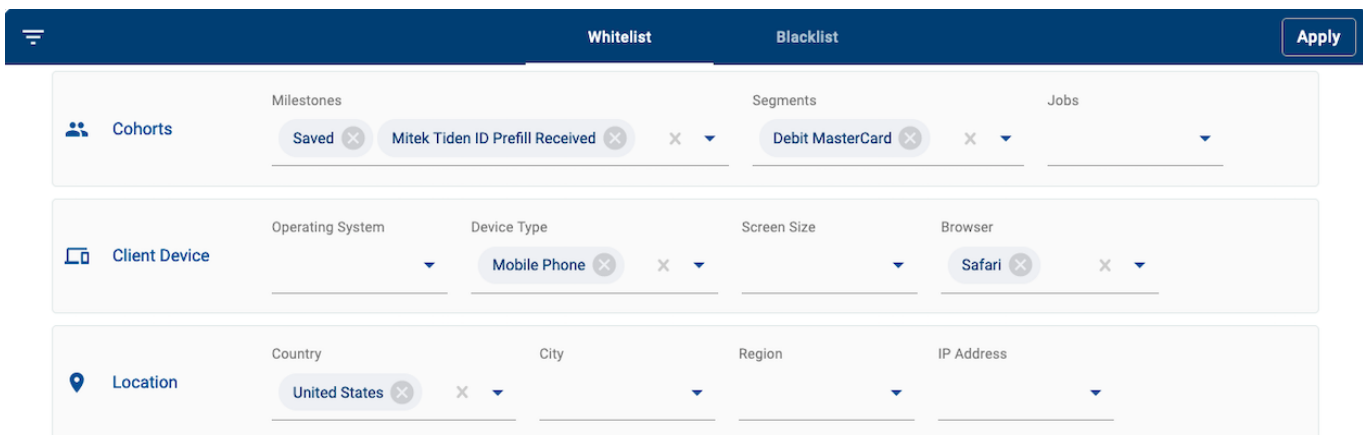 Whitelist Blacklist Apply
Milestones Segments Jobs
Cohorts Saved Mitek Tiden ID Prefill Received Debit MasterCard
Operating System Device Type Screen Size Browser
Client Device Mobile Phone Safari
Country City Region IP Address
Location United States